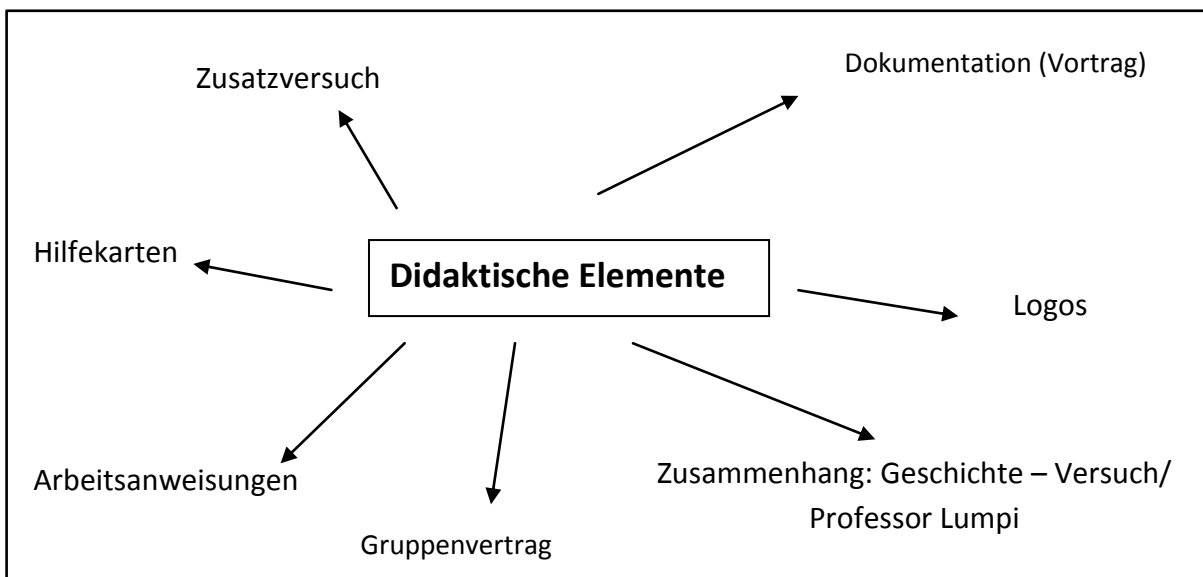 Dokumentation (Vortrag)
Zusatzversuch
Hilfekarten
Didaktische Elemente
Logos
Arbeitsanweisungen
Zusammenhang: Geschichte – Versuch/
Professor Lumpi
Gruppenvertrag